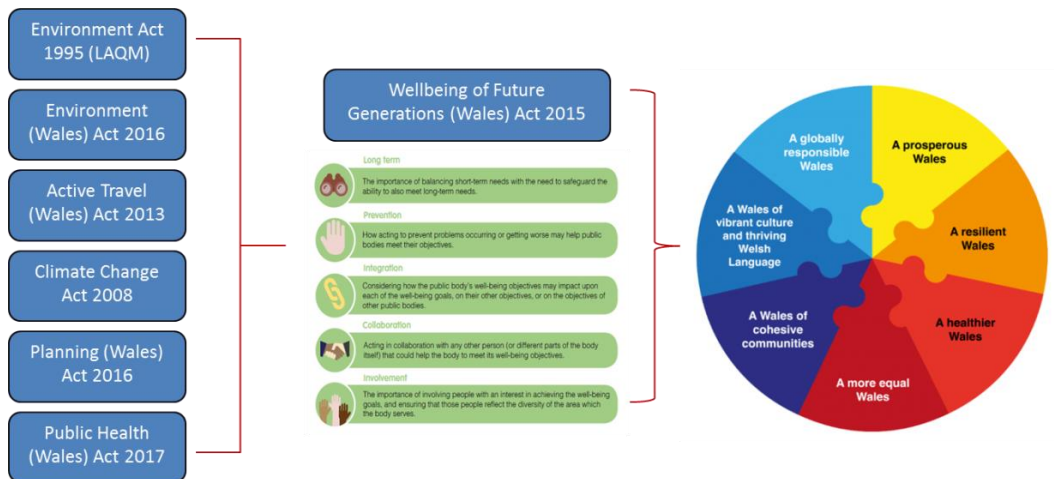 Environment Act
1995 (LAQM)
Environment
(Wales) Act 2016
Active Travel
(Wales) Act 2013
Climate Change
Act 2008
Planning (Wales)
Act 2016
Public Health
(Wales) Act 2017
Wellbeing of Future
Generations (Wales) Act 2015
Long term
The importance of balancing short-term needs with the need to safeguard the
ability to also meet long-term needs.
Prevention
How acting to prevent problems occurring or getting worse may help public
bodies meet their objectives.
Integration
Considering how the public body's well-being objectives may impact upon
each of the well-being goals, on their other objectives, or on the objectives of
other public bodies.
Collaboration
Acting in collaboration with any other person (or different parts of the body
itself) that could help the body to meet its well-being objectives.
Involvement
The importance of involving people with an interest in achieving the well-being
goals, and ensuring that those people reflect the diversity of the area which
the body serves.
A globally
responsible
Wales
A prosperous
Wales
A resilient
Wales
A healthier
Wales
A more equal
Wales
A Wales of
cohesive
communities
A Wales of
vibrant culture
and thriving
Welsh
Language